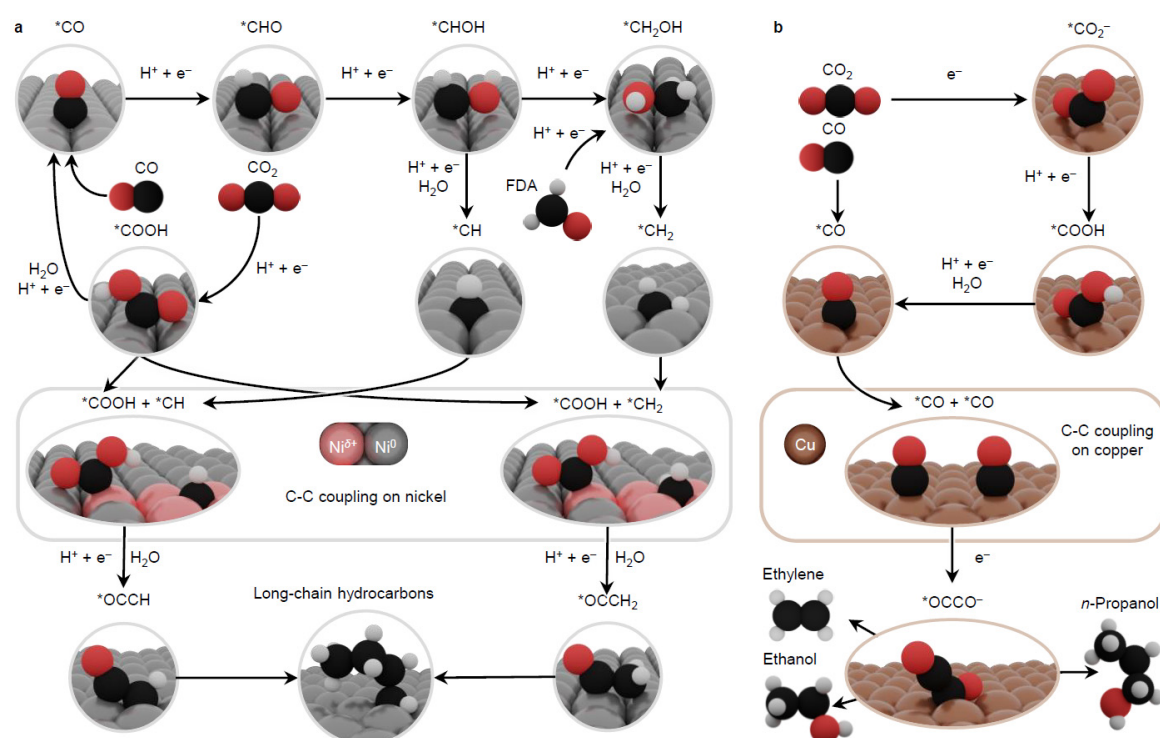 a
*CO
*CHO
*CHOH
*CH₂OH
H⁺ + e⁻
H⁺ + e⁻
H⁺ + e⁻
CO
CO₂
H⁺ + e⁻
H₂O
FDA
H⁺ + e⁻
H⁺ + e⁻
H₂O
*COOH
*CH
*CH₂
H₂O
H⁺ + e⁻
H⁺ + e⁻
*COOH + *CH
*COOH + *CH₂
Niᵟ⁺
Ni⁰
C-C coupling on nickel
H⁺ + e⁻
H₂O
H⁺ + e⁻
H₂O
*OCCH
Long-chain hydrocarbons
*OCCH₂
b
*CO₂⁻
CO₂
e⁻
CO
H⁺ + e⁻
*CO
*COOH
H⁺ + e⁻
H₂O
*CO + *CO
Cu
C-C coupling
on copper
e⁻
Ethylene
*OCCO⁻
n-Propanol
Ethanol